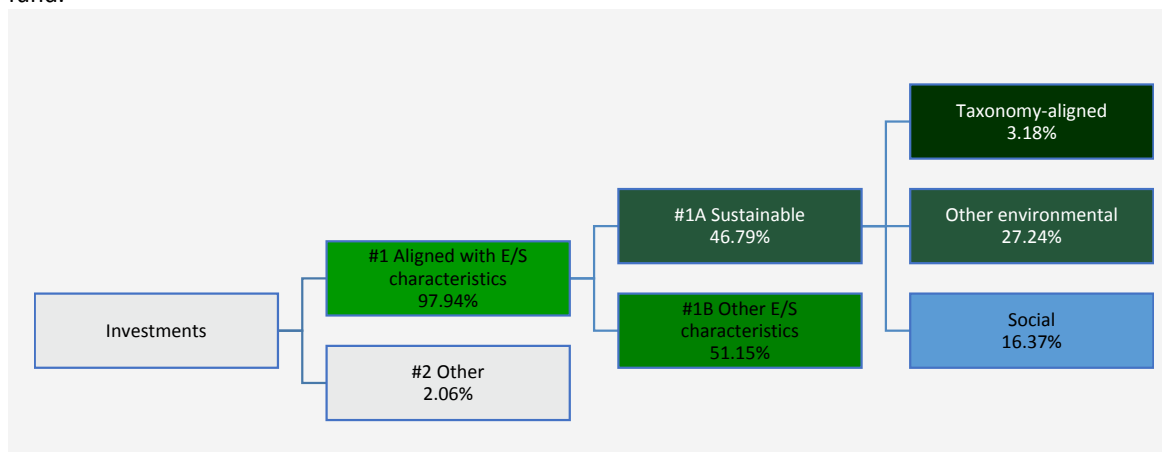 fund.
Investments
#1 Aligned with E/S
characteristics
97.94%
#2 Other
2.06%
#1A Sustainable
46.79%
#1B Other E/S
characteristics
51.15%
Taxonomy-aligned
3.18%
Other environmental
27.24%
Social
16.37%